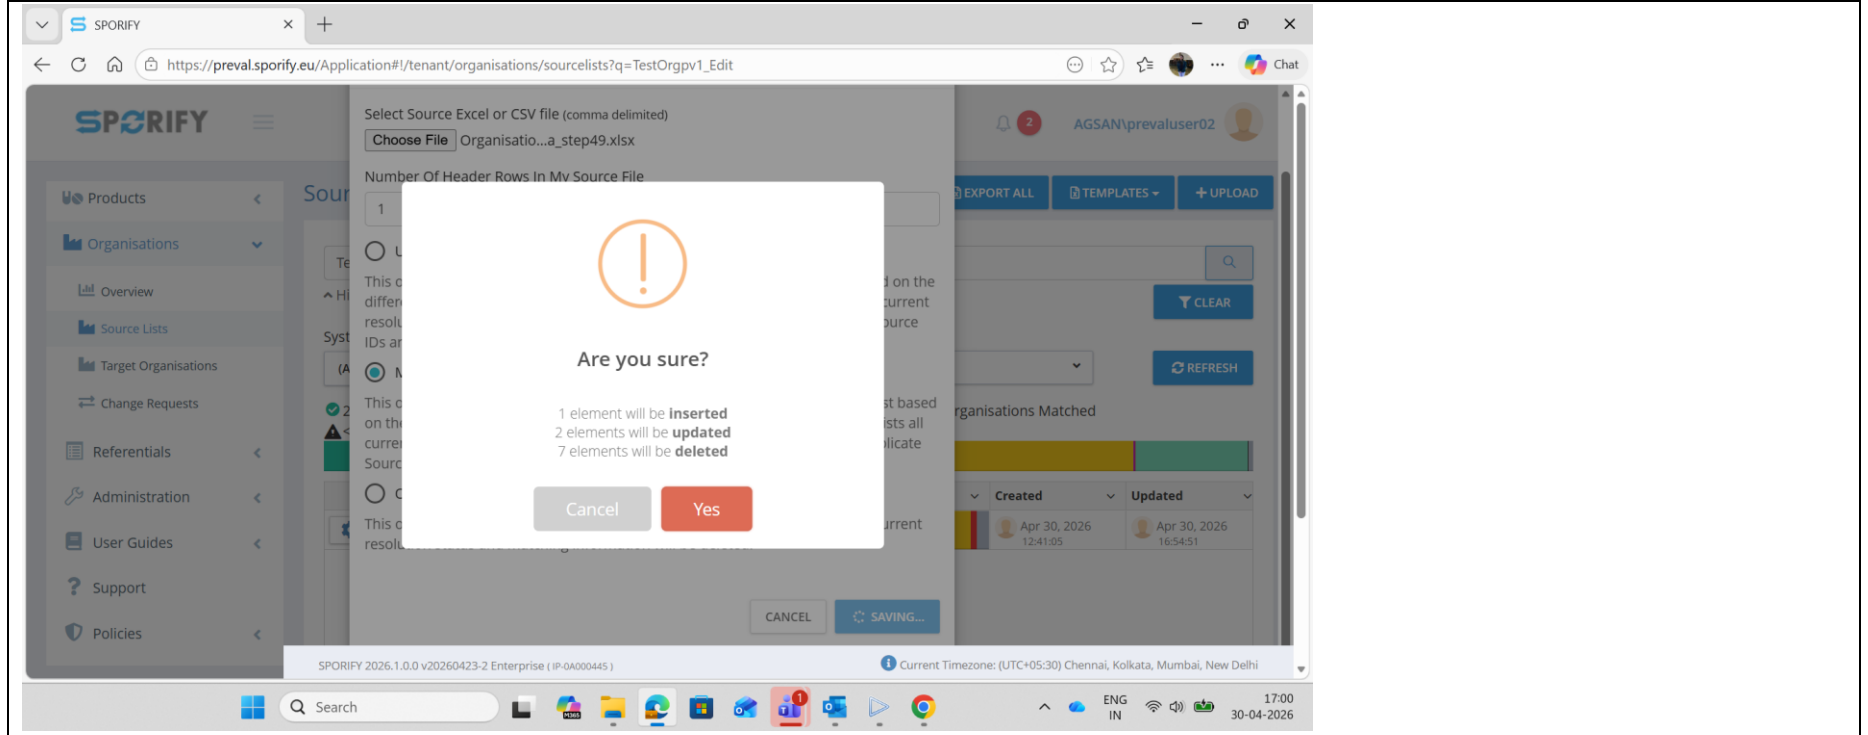 SPORIFY
https://preval.sporify.eu/Application#!/tenant/organisations/sourcelists?q=TestOrgpv1_Edit
Chat
SPORIFY
2
AGSAN\prevaluser02
Products
Organisations
Overview
Source Lists
Target Organisations
Change Requests
Referentials
Administration
User Guides
Support
Policies
EXPORT ALL
TEMPLATES
+ UPLOAD
CLEAR
REFRESH
Select Source Excel or CSV file (comma delimited)
Choose File Organisatio...a_step49.xlsx
Number Of Header Rows In My Source File
1
Are you sure?
1 element will be inserted
2 elements will be updated
7 elements will be deleted
Cancel
Yes
CANCEL
SAVING...
Created
Updated
Apr 30, 2026
12:41:05
Apr 30, 2026
16:54:51
SPORIFY 2026.1.0.0 v20260423-2 Enterprise ( IP-0A000445 )
Current Timezone: (UTC+05:30) Chennai, Kolkata, Mumbai, New Delhi
Search
1
ENG
IN
17:00
30-04-2026